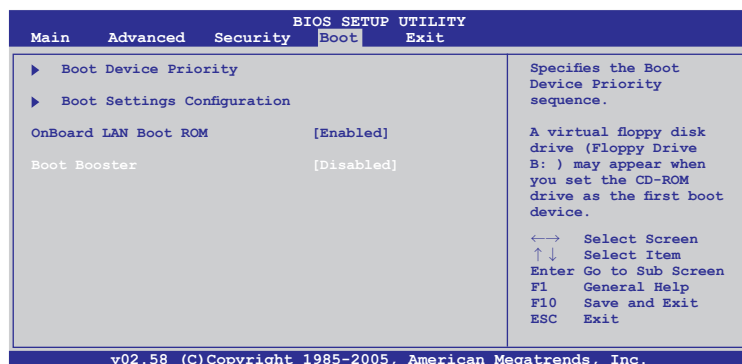 BIOS SETUP UTILITY
Main Advanced Security Boot Exit
Boot Device Priority
Boot Settings Configuration
OnBoard LAN Boot ROM [Enabled]
Boot Booster [Disabled]
Specifies the Boot
Device Priority
sequence.
A virtual floppy disk
drive (Floppy Drive
B: ) may appear when
you set the CD-ROM
drive as the first boot
device.
←→ Select Screen
↑↓ Select Item
Enter Go to Sub Screen
F1 General Help
F10 Save and Exit
ESC Exit
v02.58 (C)Copyright 1985-2005, American Megatrends, Inc.